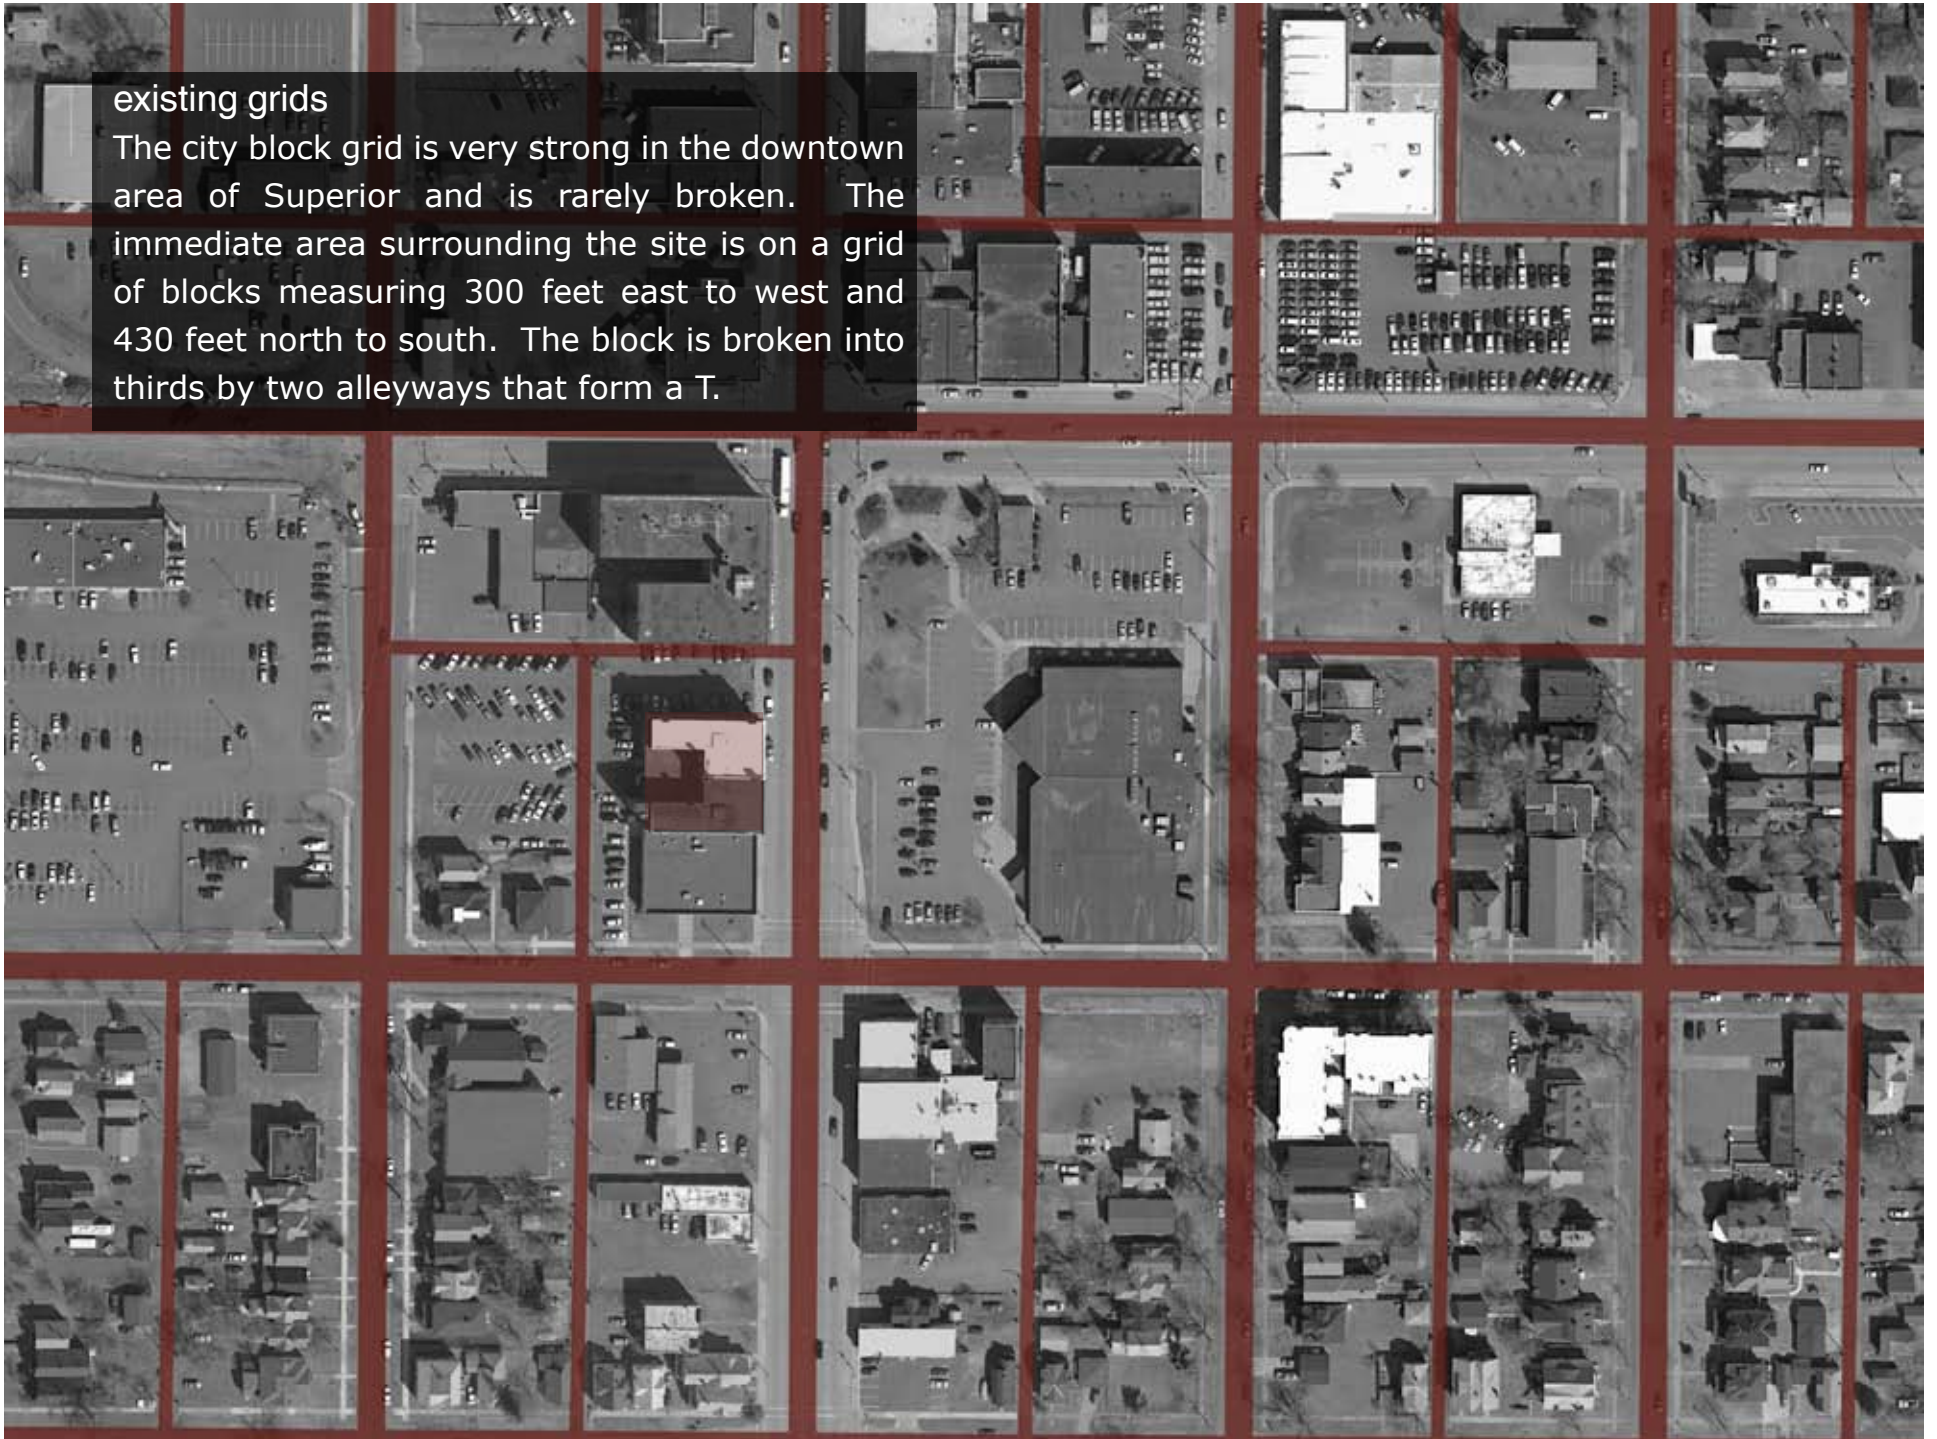 existing grids
The city block grid is very strong in the downtown
area of Superior and is rarely broken. The
immediate area surrounding the site is on a grid
of blocks measuring 300 feet east to west and
430 feet north to south. The block is broken into
thirds by two alleyways that form a T.